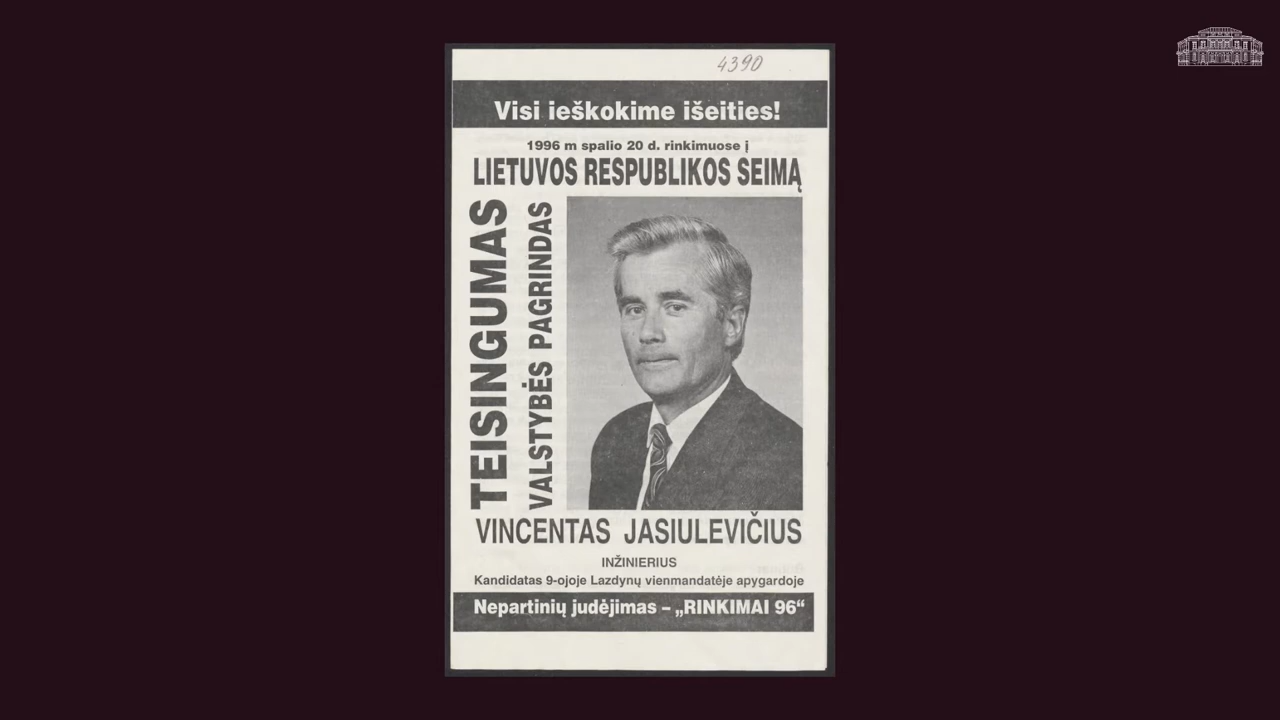 4390
Visi ieškokime išeities!
1996 m spalio 20 d. rinkimuose į
LIETUVOS RESPUBLIKOS SEIMĄ
TEISINGUMAS
VALSTYBĖS PAGRINDAS
VINCENTAS JASIULEVIČIUS
INŽINIERIUS
Kandidatas 9-ojoje Lazdynų vienmandatėje apygardoje
Nepartinių judėjimas – „RINKIMAI 96“